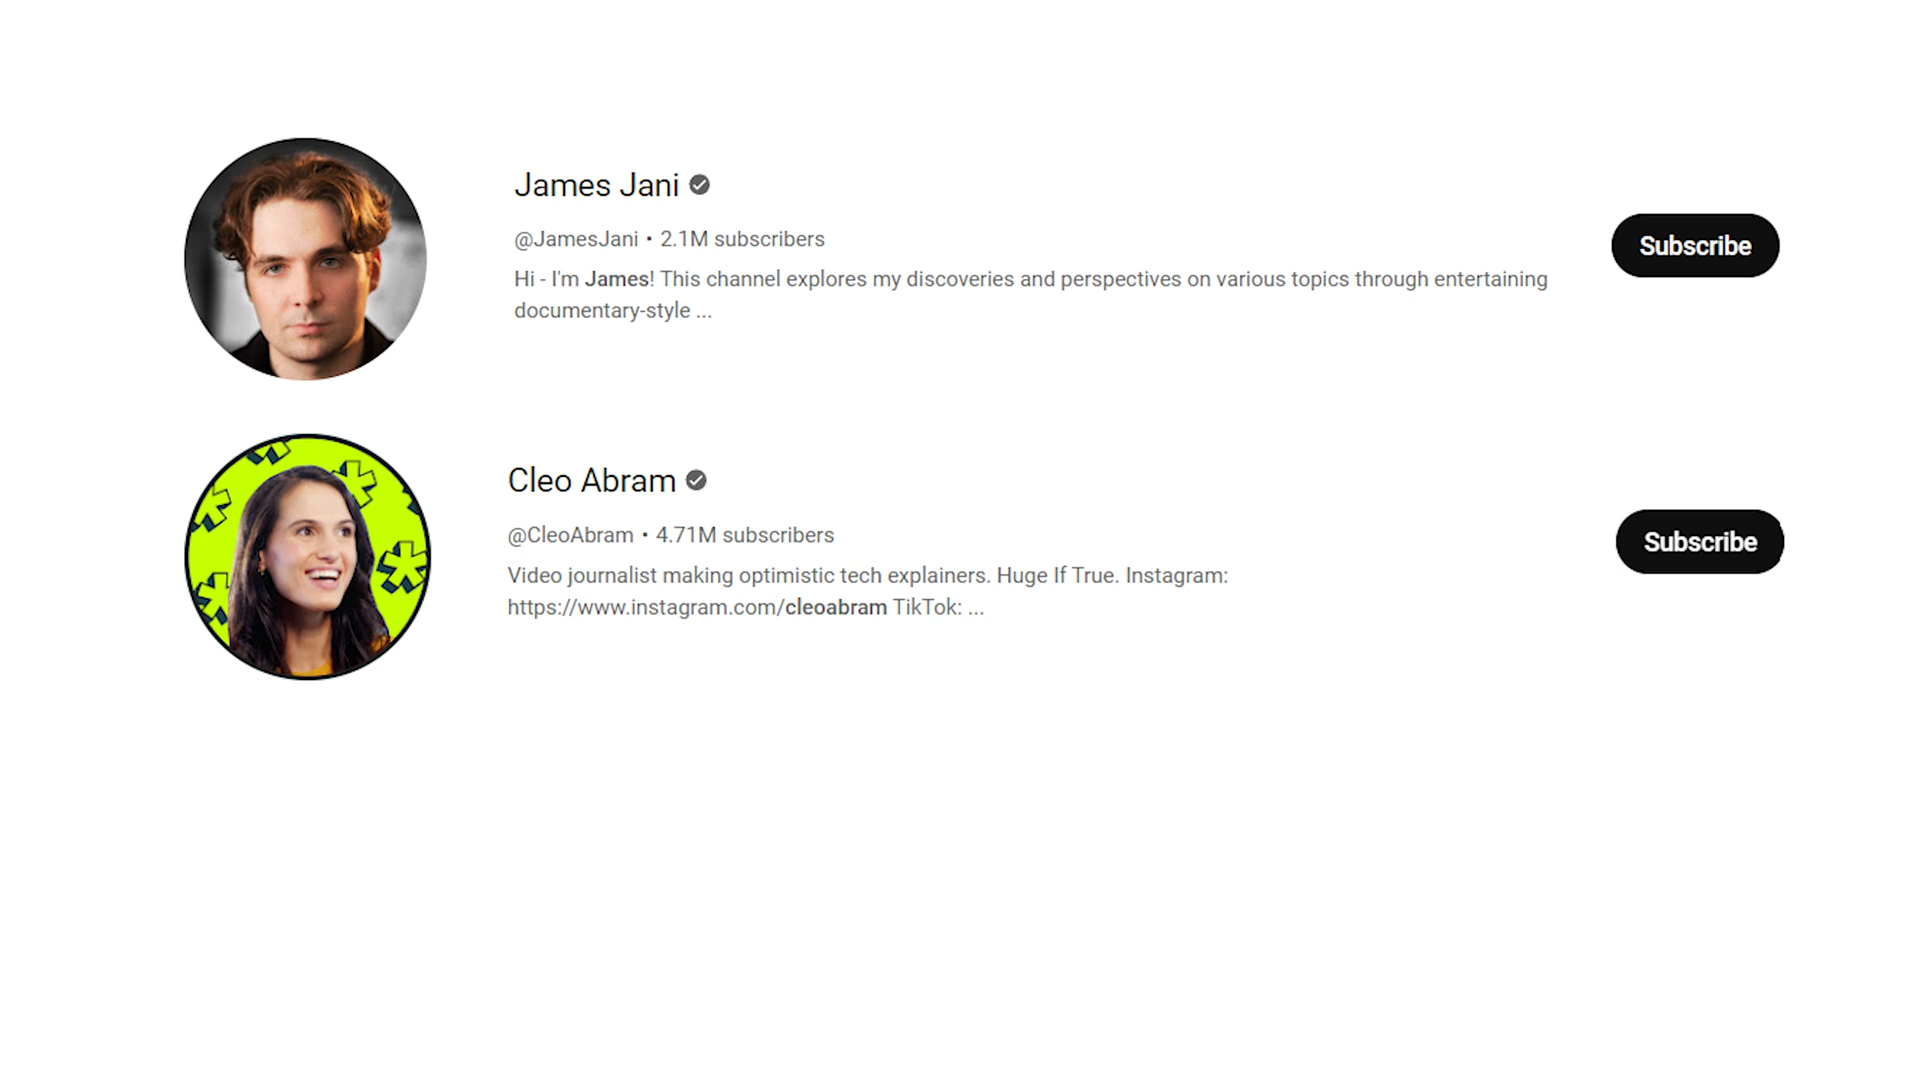 James Jani
@JamesJani • 2.1M subscribers
Hi - I'm James! This channel explores my discoveries and perspectives on various topics through entertaining
documentary-style ...
Subscribe
Cleo Abram
@CleoAbram • 4.71M subscribers
Video journalist making optimistic tech explainers. Huge If True. Instagram:
https://www.instagram.com/cleoabram TikTok: ...
Subscribe